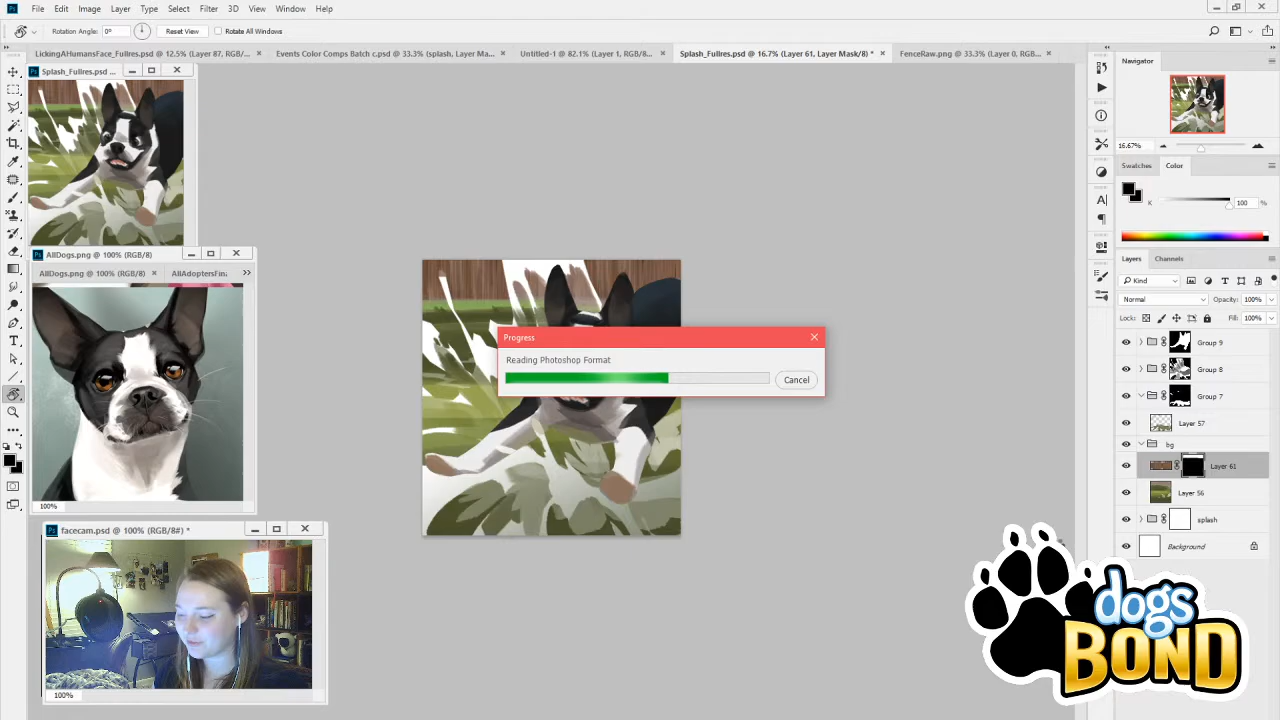 Ps File Edit Image Layer Type Select Filter 3D View Window Help
Rotation Angle: 0° Reset View Rotate All Windows
LickingAHumansFace_Fullres.psd @ 12.5% (Layer 87, RGB/... × Events Color Comps Batch c.psd @ 33.3% (splash, Layer Ma... × Untitled-1 @ 82.1% (Layer 1, RGB/8... × Splash_Fullres.psd @ 16.7% (Layer 61, Layer Mask/8) * × FenceRaw.png @ 33.3% (Layer 0, RGB... ×
Splash_Fullres.psd ...
Navigator
16.67%
Swatches Color
K 100 %
AllDogs.png @ 100% (RGB/8)
AllDogs.png @ 100% (RGB/8) × AllAdoptersFin
100%
Layers Channels
Kind
Normal Opacity: 100%
Lock: Fill: 100%
Group 9
Group 8
Group 7
Layer 57
bg
Layer 61
Layer 56
splash
Background
Progress
Reading Photoshop Format
Cancel
facecam.psd @ 100% (RGB/8#) *
100%
dogs
BOND